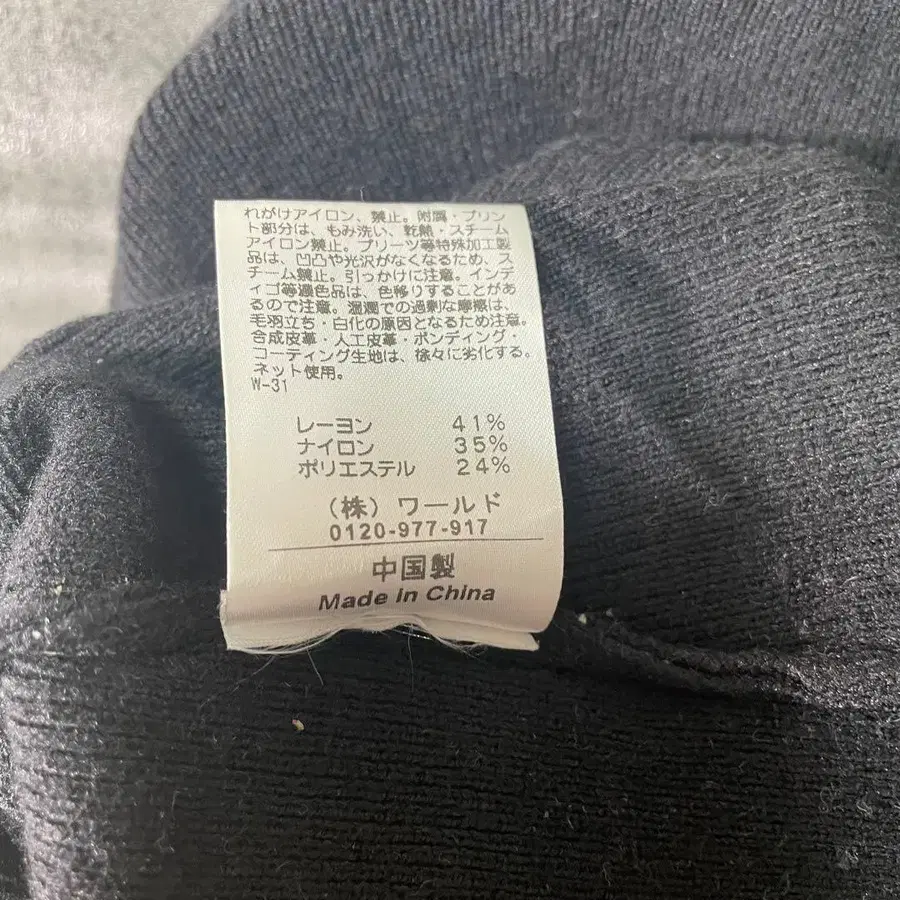 れがけアイロン、禁止。附属・プリン
ト部分は、もみ洗い、乾熱・スチーム
アイロン禁止。プリーツ等特殊加工製
品は、凹凸や光沢がなくなるため、ス
チーム禁止。引っかけに注意。インデ
ィゴ等濃色品は、色移りすることがあ
るので注意。湿潤での過剰な摩擦は、
毛羽立ち・白化の原因となるため注意。
合成皮革・人工皮革・ボンディング・
コーティング生地は、徐々に劣化する。
ネット使用。
W-31
レーヨン 41%
ナイロン 35%
ポリエステル 24%
(株)ワールド
0120-977-917
中国製
Made in China